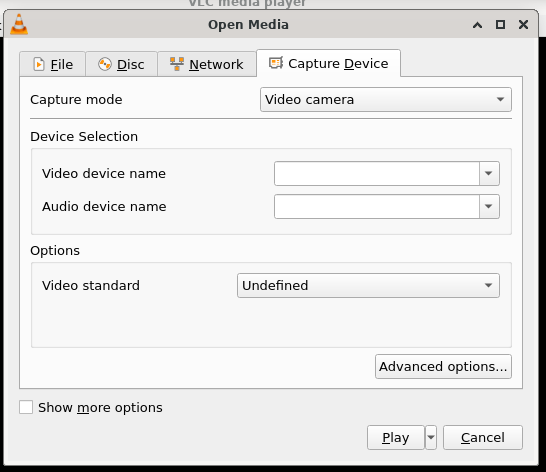 VLC media player
Open Media
File Disc Network Capture Device
Capture mode Video camera
Device Selection
Video device name
Audio device name
Options
Video standard Undefined
Advanced options...
Show more options
Play Cancel